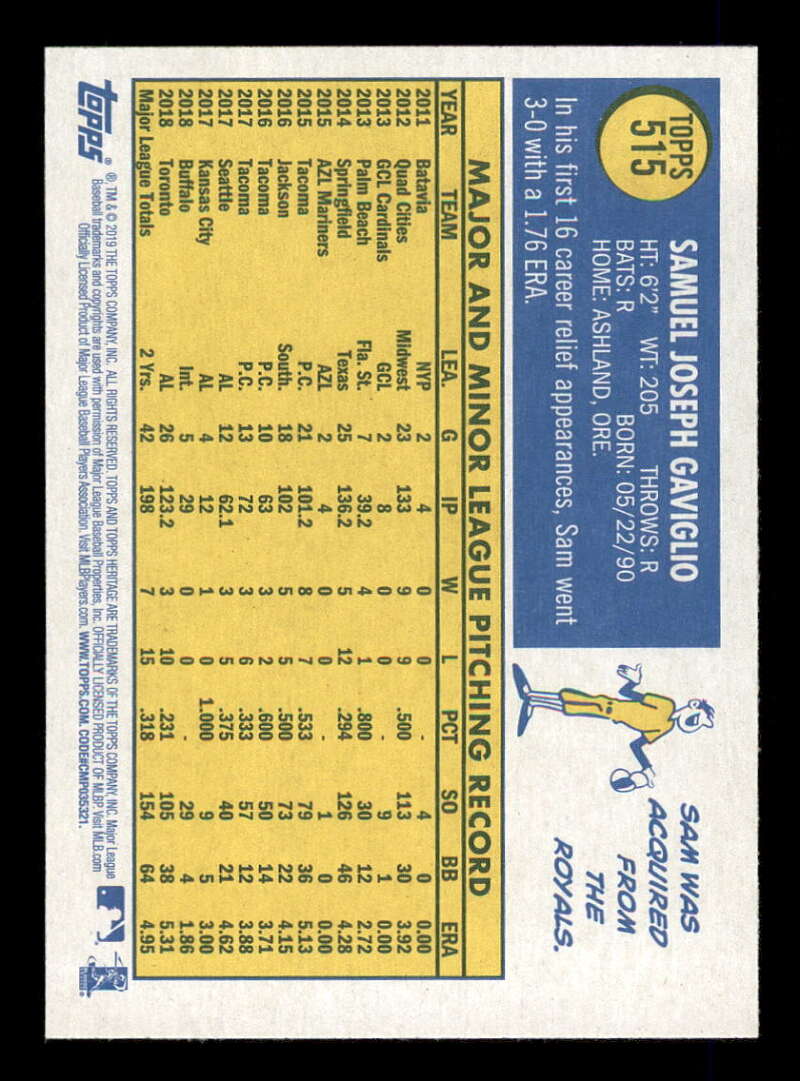 TOPPS
515
SAMUEL JOSEPH GAVIGLIO
HT: 6'2" WT: 205 THROWS: R
BATS: R BORN: 05/22/90
HOME: ASHLAND, ORE.
In his first 16 career relief appearances, Sam went
3-0 with a 1.76 ERA.
SAM WAS
ACQUIRED
FROM
THE
ROYALS.
MAJOR AND MINOR LEAGUE PITCHING RECORD
YEAR TEAM LEA. G IP W L PCT SO BB ERA
2011 Batavia NYP 2 4 0 0 - 4 0 0.00
2012 Quad Cities Midwest 23 133 9 9 .500 113 30 3.92
2013 GCL Cardinals GCL 2 8 0 0 - 9 1 0.00
2013 Palm Beach Fla. St. 7 39.2 4 1 .800 30 12 2.72
2014 Springfield Texas 25 136.2 5 12 .294 126 46 4.28
2015 AZL Mariners AZL 2 4 0 0 - 1 0 0.00
2015 Tacoma P.C. 21 101.2 8 7 .533 79 36 5.13
2016 Jackson South. 18 102 5 5 .500 73 22 4.15
2016 Tacoma P.C. 10 63 3 2 .600 50 14 3.71
2017 Tacoma P.C. 13 72 3 6 .333 57 12 3.88
2017 Seattle AL 12 62.1 3 5 .375 40 21 4.62
2017 Kansas City AL 4 12 1 0 1.000 9 5 3.00
2018 Buffalo Int. 5 29 0 0 - 29 4 1.86
2018 Toronto AL 26 123.2 3 10 .231 105 38 5.31
Major League Totals 2 Yrs. 42 198 7 15 .318 154 64 4.95
topps ® ®, TM & © 2019 THE TOPPS COMPANY, INC. ALL RIGHTS RESERVED. TOPPS AND TOPPS HERITAGE ARE TRADEMARKS OF THE TOPPS COMPANY, INC. Major League
Baseball trademarks and copyrights are used with permission of Major League Baseball Properties, Inc. OFFICIALLY LICENSED PRODUCT OF MLBP. Visit MLB.com
Officially Licensed Product of Major League Baseball Players Association. Visit MLBPlayers.com. WWW.TOPPS.COM. CODE#CMP035321.